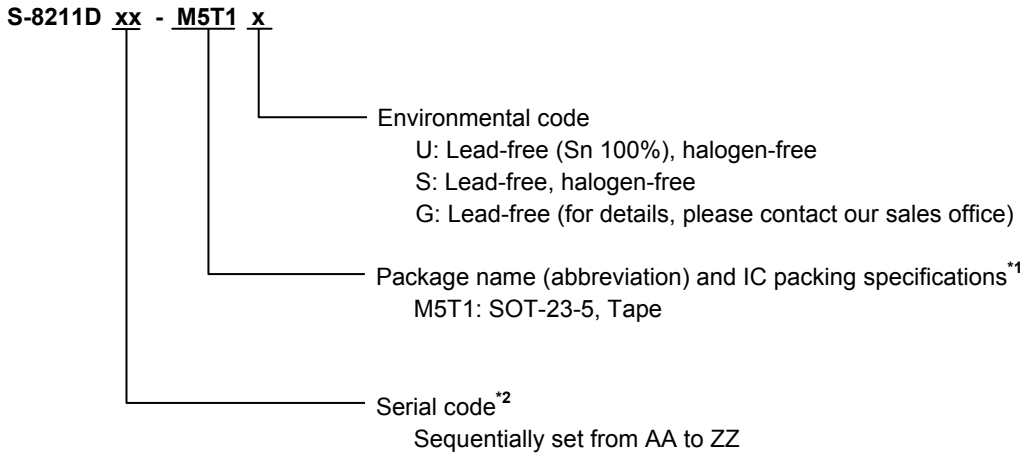 S-8211D xx - M5T1 x
Environmental code
U: Lead-free (Sn 100%), halogen-free
S: Lead-free, halogen-free
G: Lead-free (for details, please contact our sales office)
Package name (abbreviation) and IC packing specifications*1
M5T1: SOT-23-5, Tape
Serial code*2
Sequentially set from AA to ZZ